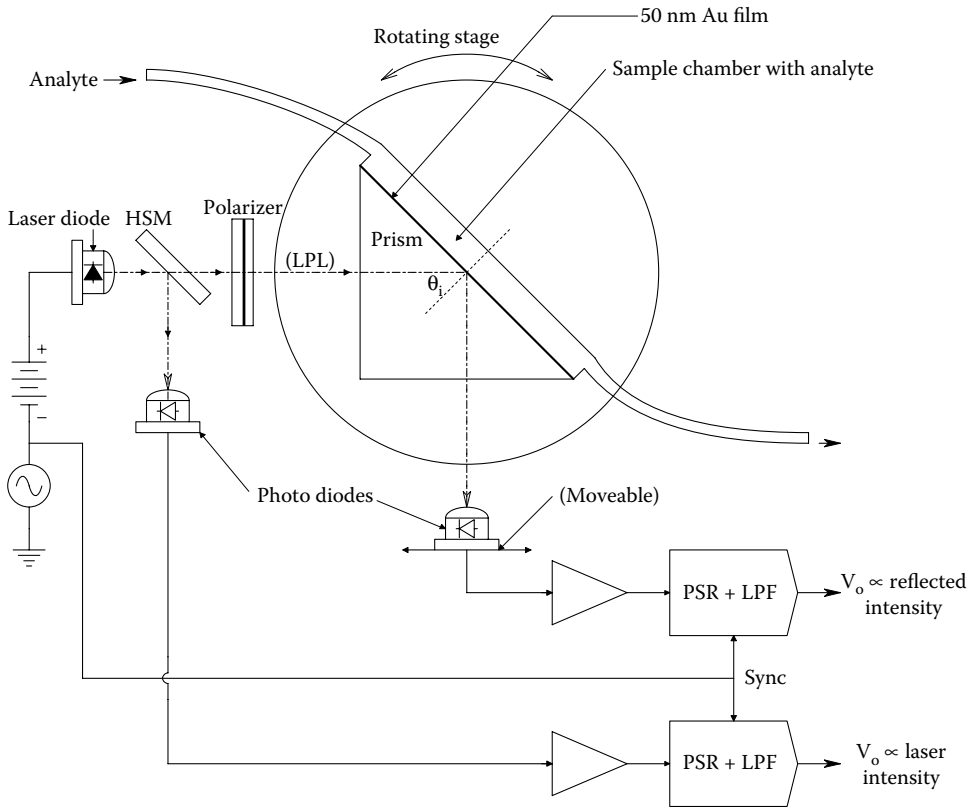 50 nm Au film
Rotating stage
Sample chamber with analyte
Analyte
Laser diode
HSM
Polarizer
Prism
(LPL)
θi
+
−
Photo diodes
(Moveable)
PSR + LPF
Vo ∝ reflected
intensity
Sync
PSR + LPF
Vo ∝ laser
intensity